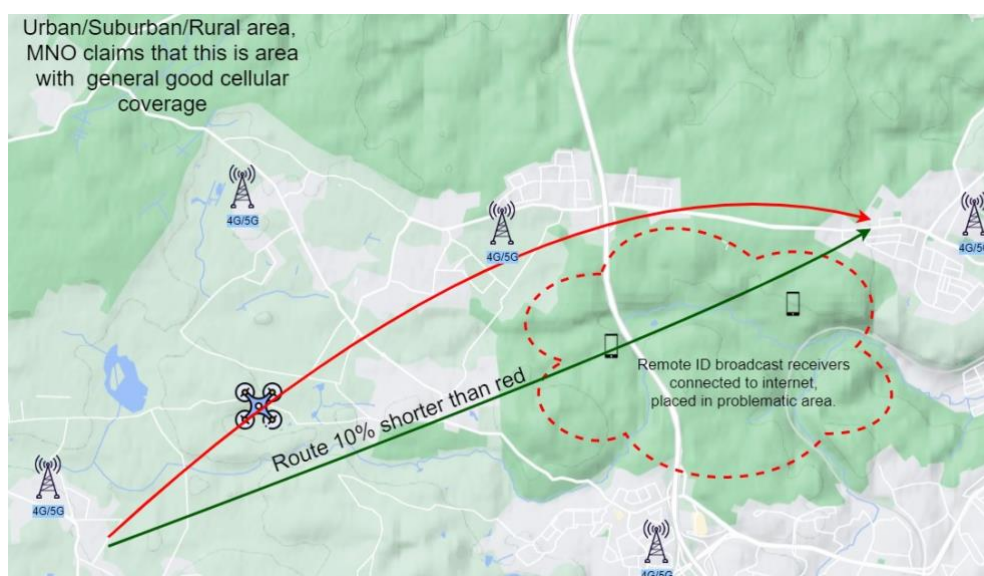 Urban/Suburban/Rural area,
MNO claims that this is area
with general good cellular
coverage
4G/5G
4G/5G
4G/5G
Remote ID broadcast receivers
connected to internet,
placed in problematic area.
Route 10% shorter than red
4G/5G
4G/5G